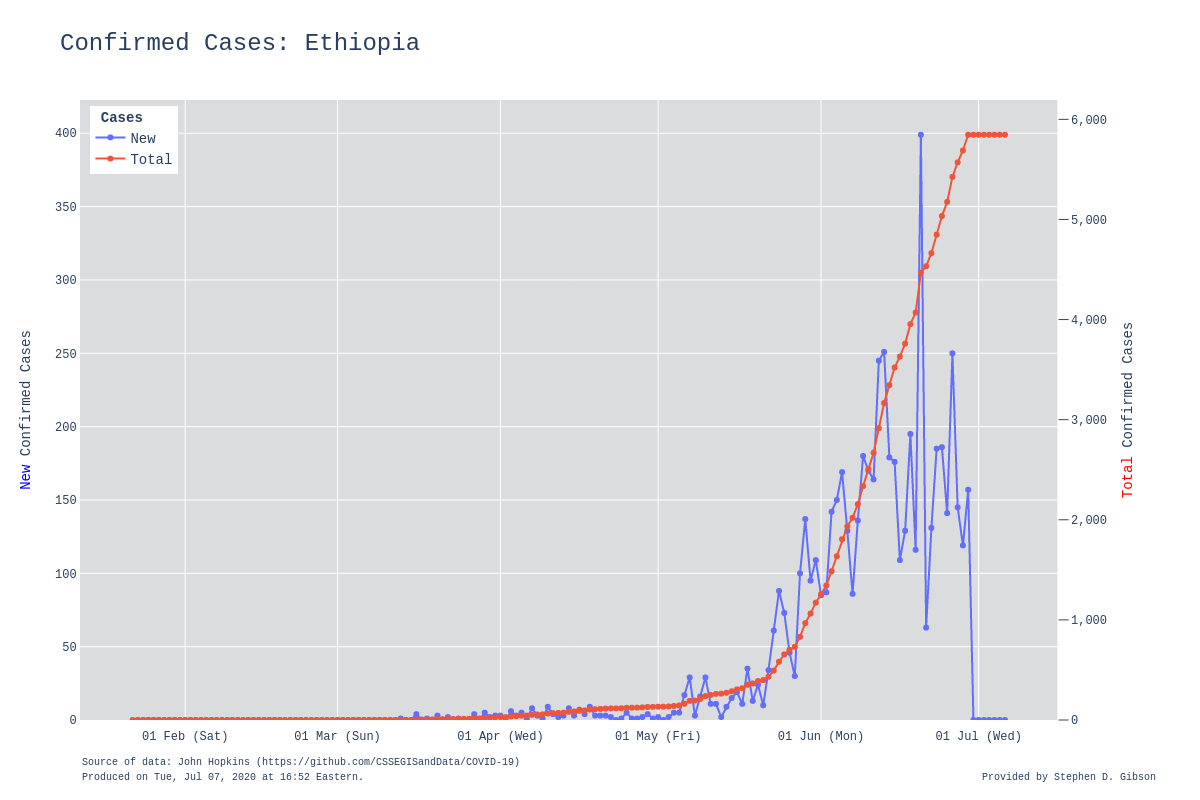 Confirmed Cases: Ethiopia
Cases
New
Total
400
350
300
250
200
150
100
50
0
6,000
5,000
4,000
3,000
2,000
1,000
0
New Confirmed Cases
Total Confirmed Cases
01 Feb (Sat)
01 Mar (Sun)
01 Apr (Wed)
01 May (Fri)
01 Jun (Mon)
01 Jul (Wed)
Source of data: John Hopkins (https://github.com/CSSEGISandData/COVID-19)
Produced on Tue, Jul 07, 2020 at 16:52 Eastern.
Provided by Stephen D. Gibson